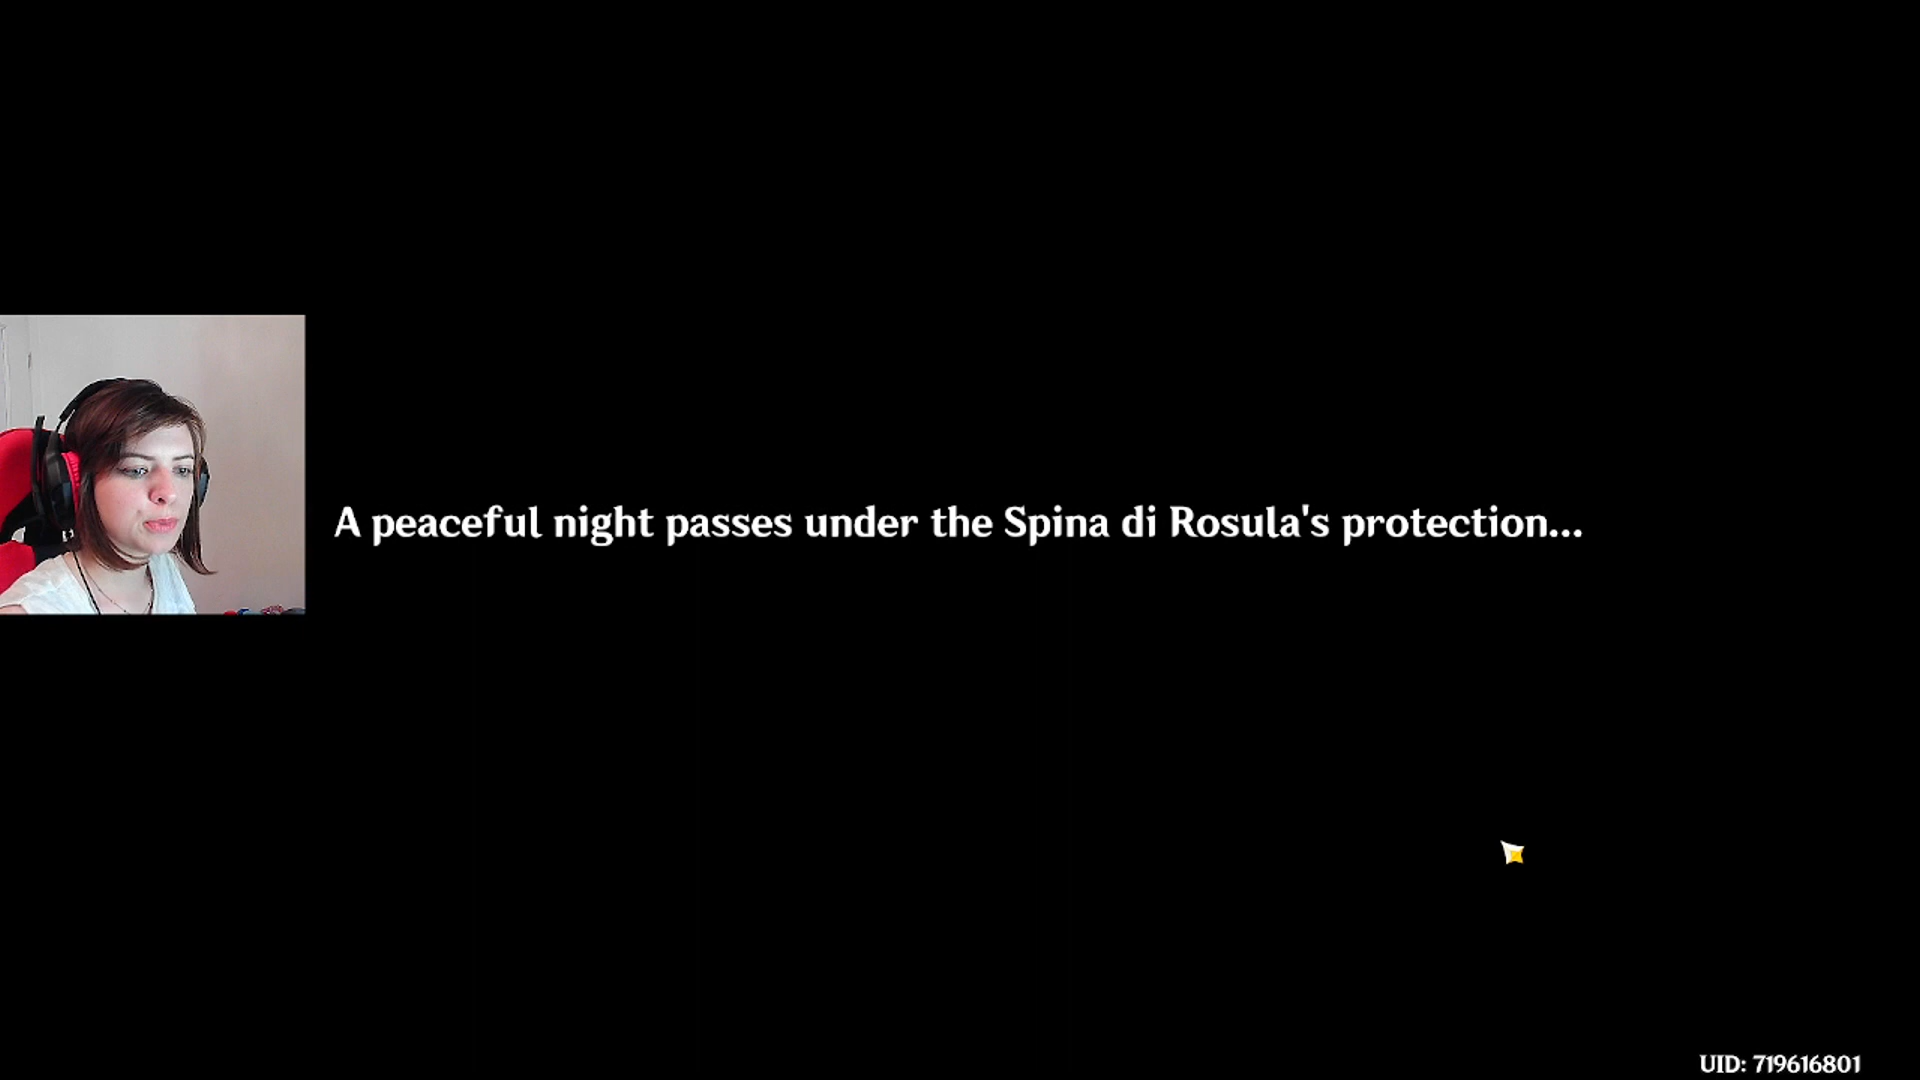 A peaceful night passes under the Spina di Rosula's protection...
UID: 719616801